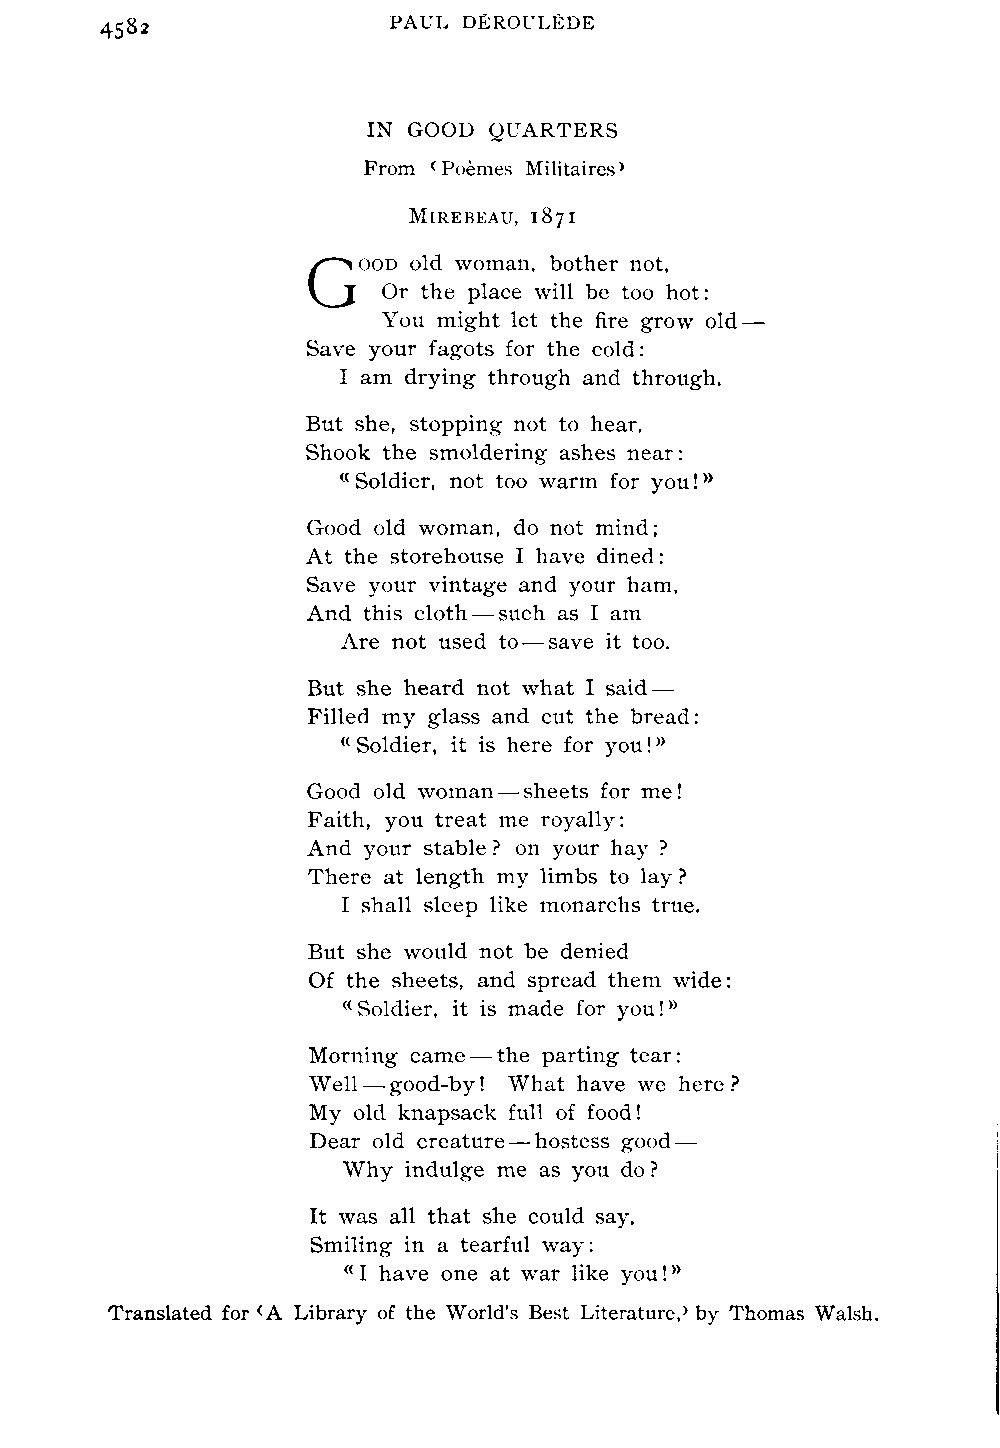 4582 PAUL DÉROULÈDE
IN GOOD QUARTERS
From ‹Poèmes Militaires›
MIREBEAU, 1871
GOOD old woman, bother not,
Or the place will be too hot:
You might let the fire grow old—
Save your fagots for the cold:
I am drying through and through.
But she, stopping not to hear,
Shook the smoldering ashes near:
«Soldier, not too warm for you!»
Good old woman, do not mind;
At the storehouse I have dined:
Save your vintage and your ham,
And this cloth—such as I am
Are not used to—save it too.
But she heard not what I said—
Filled my glass and cut the bread:
«Soldier, it is here for you!»
Good old woman—sheets for me!
Faith, you treat me royally:
And your stable? on your hay?
There at length my limbs to lay?
I shall sleep like monarchs true.
But she would not be denied
Of the sheets, and spread them wide:
«Soldier, it is made for you!»
Morning came—the parting tear:
Well—good-by! What have we here?
My old knapsack full of food!
Dear old creature—hostess good—
Why indulge me as you do?
It was all that she could say,
Smiling in a tearful way:
«I have one at war like you!»
Translated for ‹A Library of the World's Best Literature,› by Thomas Walsh.